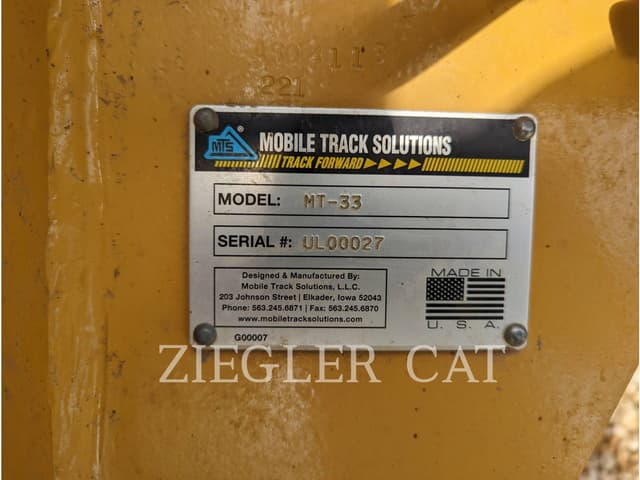 221
MTS ®
MOBILE TRACK SOLUTIONS
TRACK FORWARD
MODEL: MT-33
SERIAL #: UL00027
Designed & Manufactured By:
Mobile Track Solutions, L.L.C.
203 Johnson Street | Elkader, Iowa 52043
Phone: 563.245.6871 | Fax: 563.245.6870
www.mobiletracksolutions.com
MADE IN
U. S. A.
G00007
ZIEGLER CAT